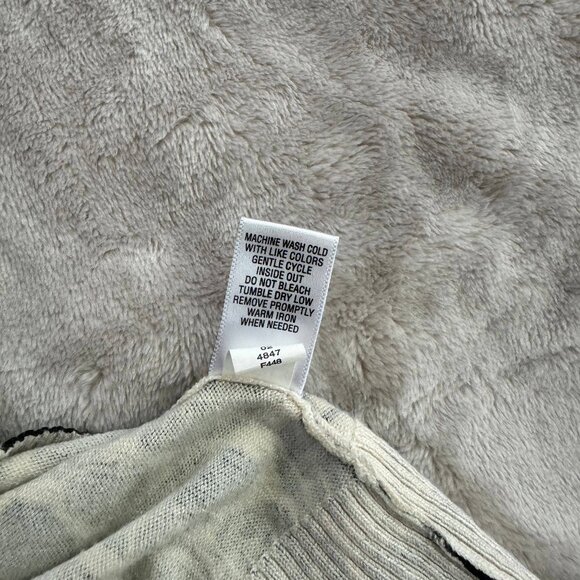 MACHINE WASH COLD
WITH LIKE COLORS
GENTLE CYCLE
INSIDE OUT
DO NOT BLEACH
TUMBLE DRY LOW
REMOVE PROMPTLY
WARM IRON
WHEN NEEDED
4847
F448